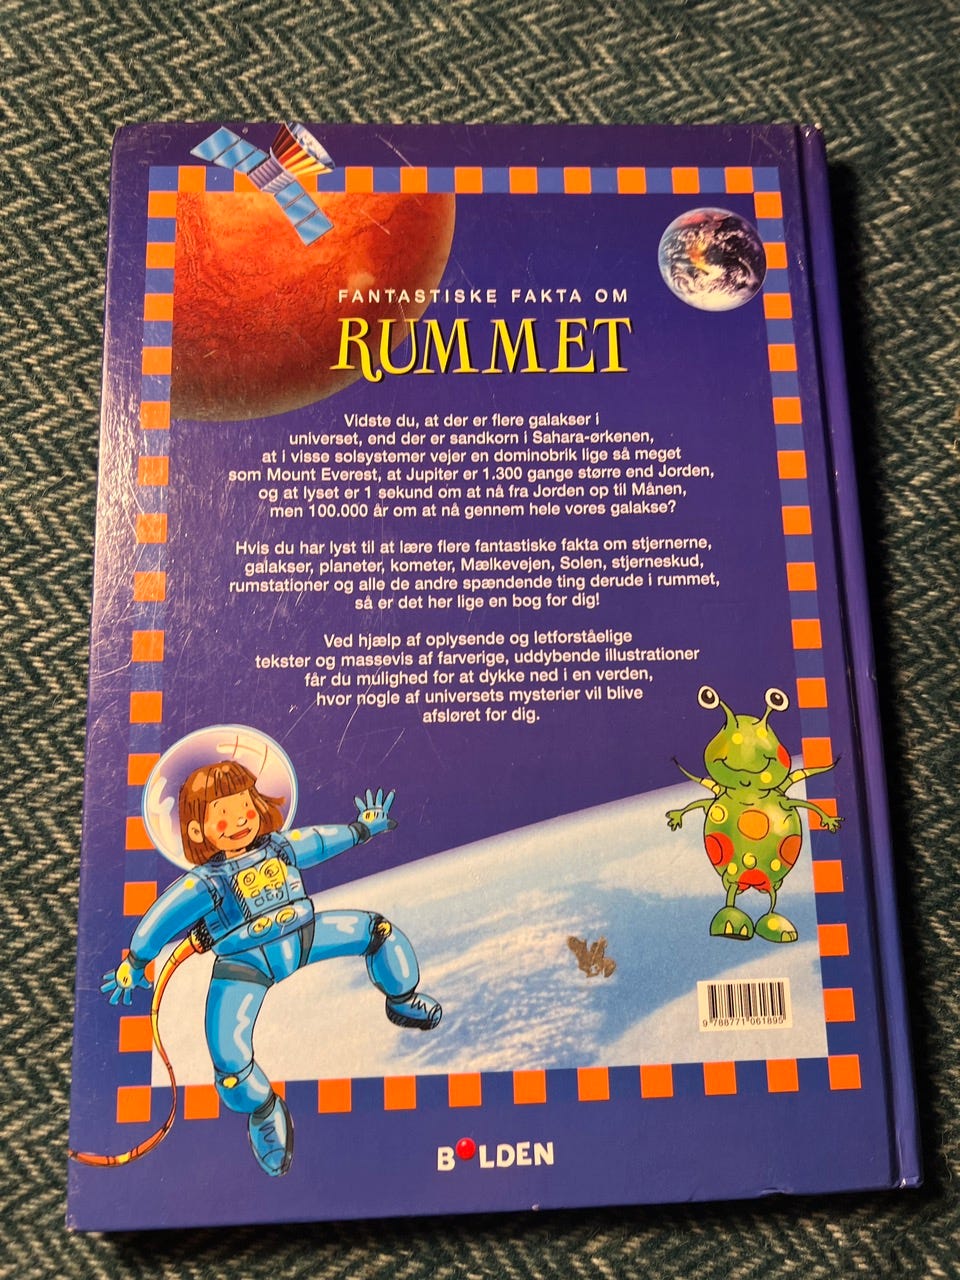 FANTASTISKE FAKTA OM
RUMMET
Vidste du, at der er flere galakser i
universet, end der er sandkorn i Sahara-ørkenen,
at i visse solsystemer vejer en dominobrik lige så meget
som Mount Everest, at Jupiter er 1.300 gange større end Jorden,
og at lyset er 1 sekund om at nå fra Jorden op til Månen,
men 100.000 år om at nå gennem hele vores galakse?
Hvis du har lyst til at lære flere fantastiske fakta om stjernerne,
galakser, planeter, kometer, Mælkevejen, Solen, stjerneskud,
rumstationer og alle de andre spændende ting derude i rummet,
så er det her lige en bog for dig!
Ved hjælp af oplysende og letforståelige
tekster og massevis af farverige, uddybende illustrationer
får du mulighed for at dykke ned i en verden,
hvor nogle af universets mysterier vil blive
afsløret for dig.
9 788771 061895
BOLDEN